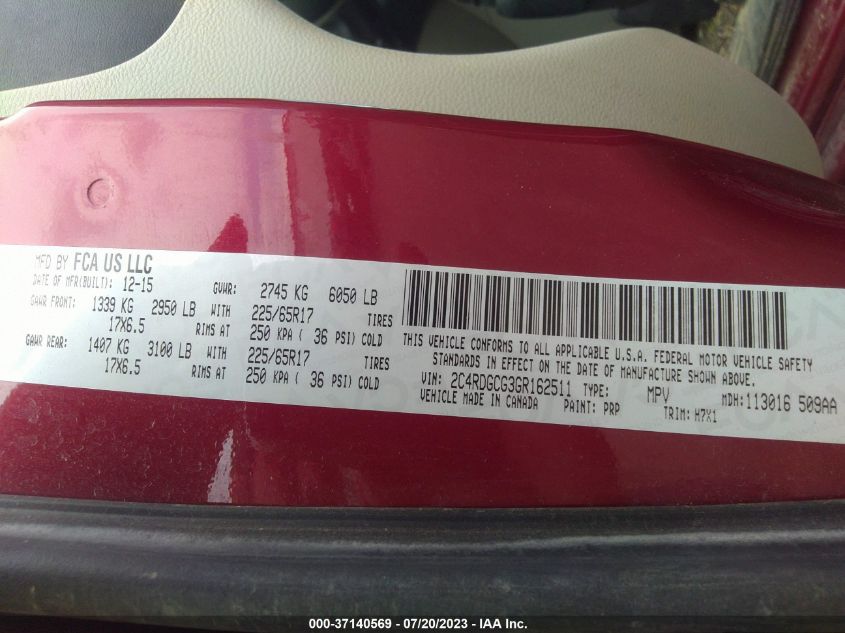 MFD BY FCA US LLC
DATE OF MFR(BUILT): 12-15 GVWR: 2745 KG 6050 LB
GAWR FRONT: 1339 KG 2950 LB WITH 225/65R17 TIRES
17X6.5 RIMS AT 250 KPA ( 36 PSI) COLD
GAWR REAR: 1407 KG 3100 LB WITH 225/65R17 TIRES
17X6.5 RIMS AT 250 KPA ( 36 PSI) COLD
THIS VEHICLE CONFORMS TO ALL APPLICABLE U.S.A. FEDERAL MOTOR VEHICLE SAFETY
STANDARDS IN EFFECT ON THE DATE OF MANUFACTURE SHOWN ABOVE.
VIN: 2C4RDGCG3GR162511 TYPE: MPV MDH: 113016 509AA
VEHICLE MADE IN CANADA PAINT: PRP TRIM: H7X1
000-37140569 - 07/20/2023 - IAA Inc.